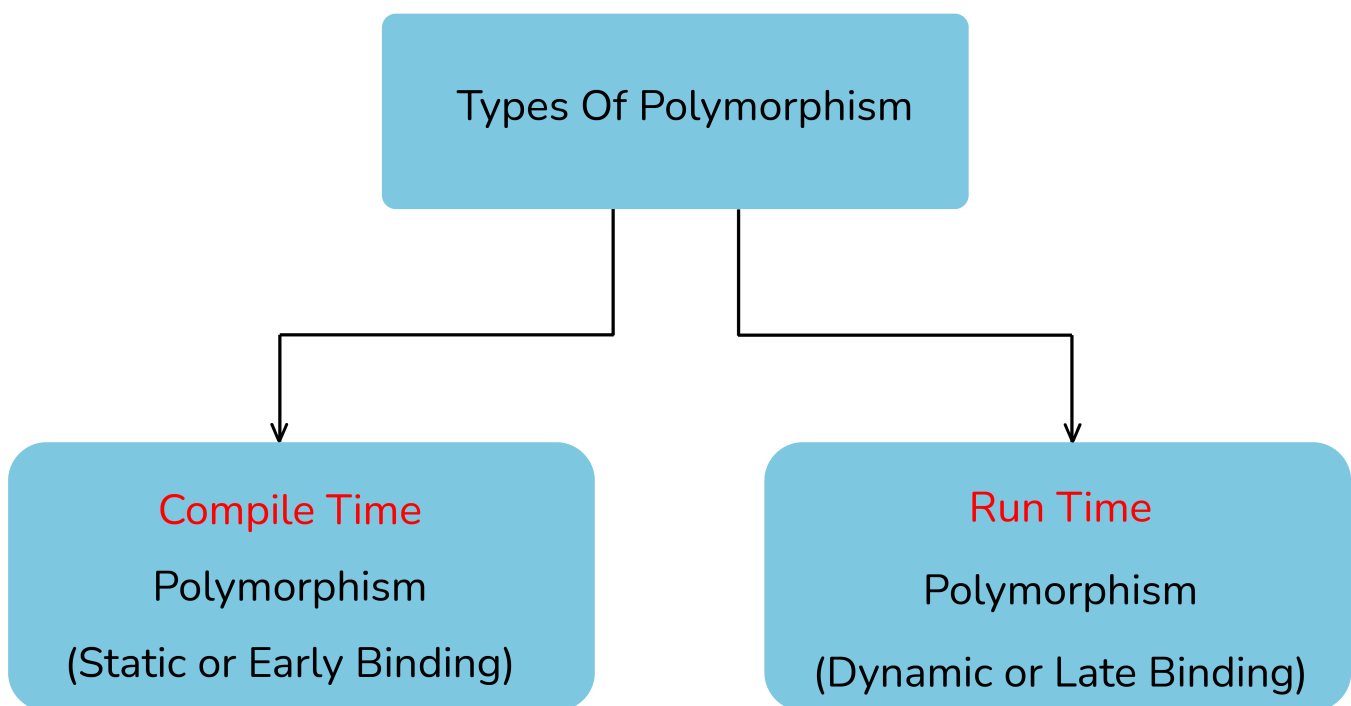 Types Of Polymorphism
Compile Time
Polymorphism
(Static or Early Binding)
Run Time
Polymorphism
(Dynamic or Late Binding)